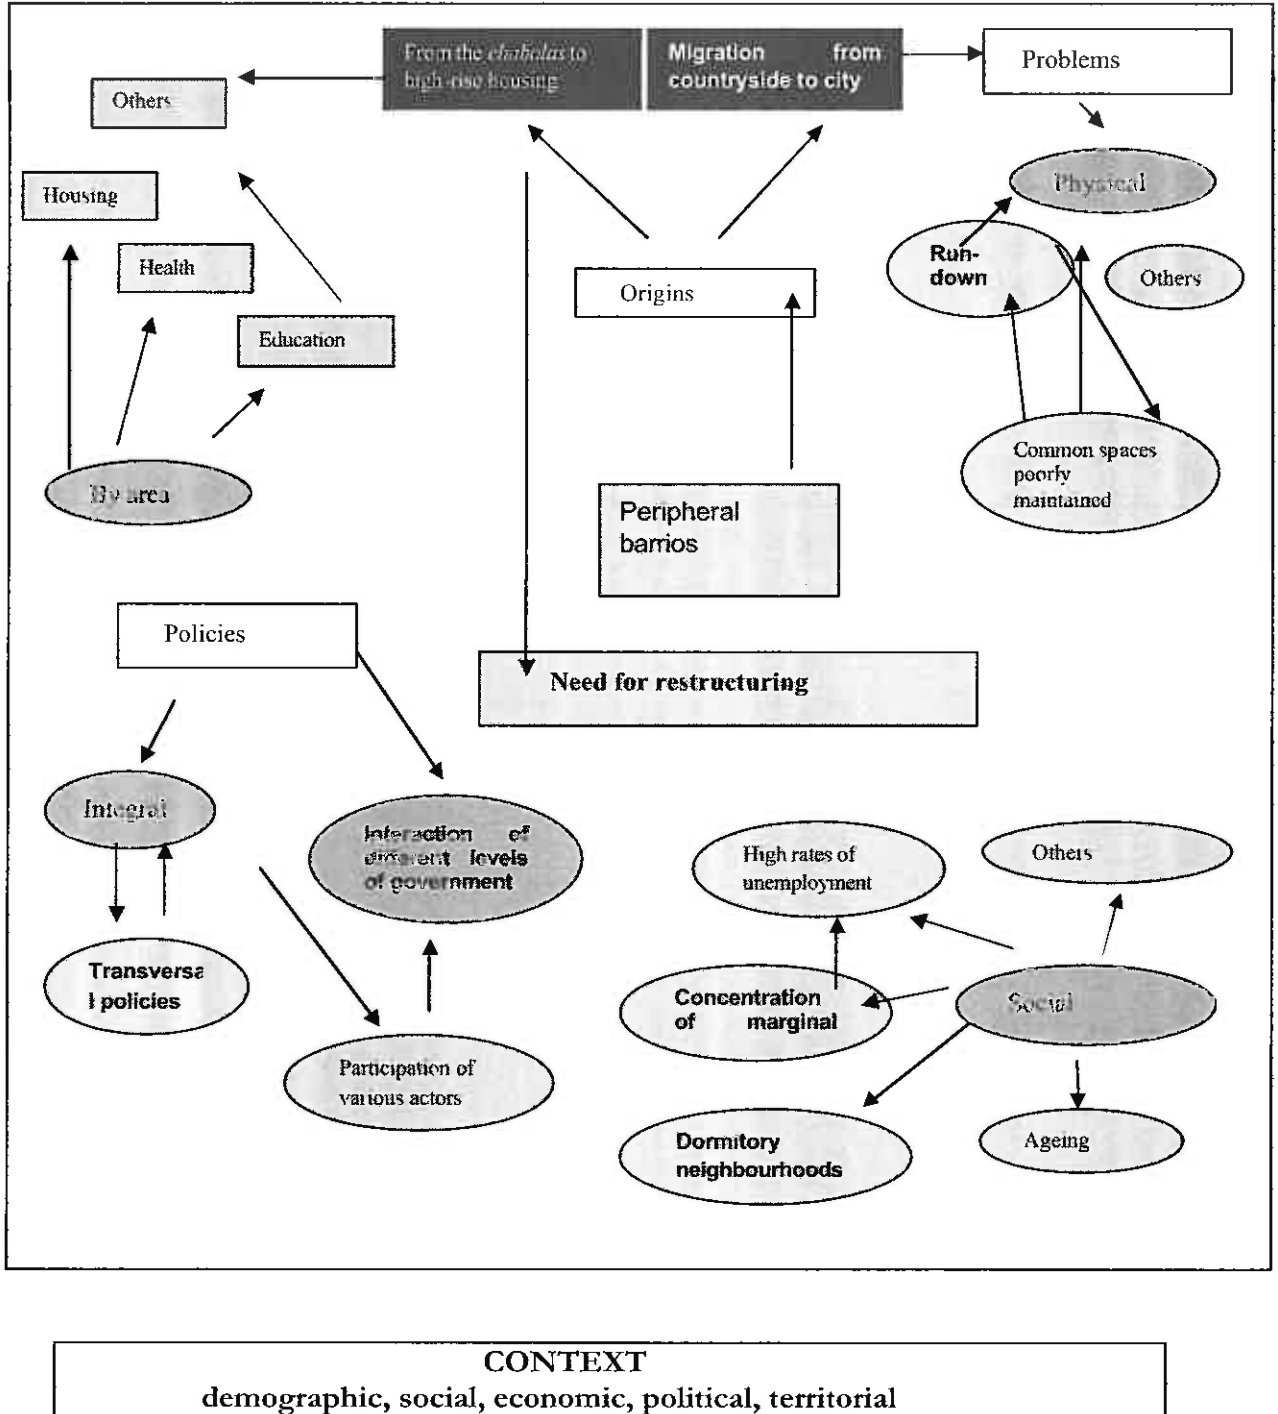 From the chabolas to
high-rise housing
Migration from
countryside to city
Problems
Others
Physical
Housing
Run-
down
Health
Others
Origins
Education
Common spaces
poorly
maintained
By area
Peripheral
barrios
Policies
Need for restructuring
Integral
Interaction of
different levels
of government
High rates of
unemployment
Others
Transversa
l policies
Concentration
of marginal
Social
Participation of
various actors
Dormitory
neighbourhoods
Ageing
CONTEXT
demographic, social, economic, political, territorial